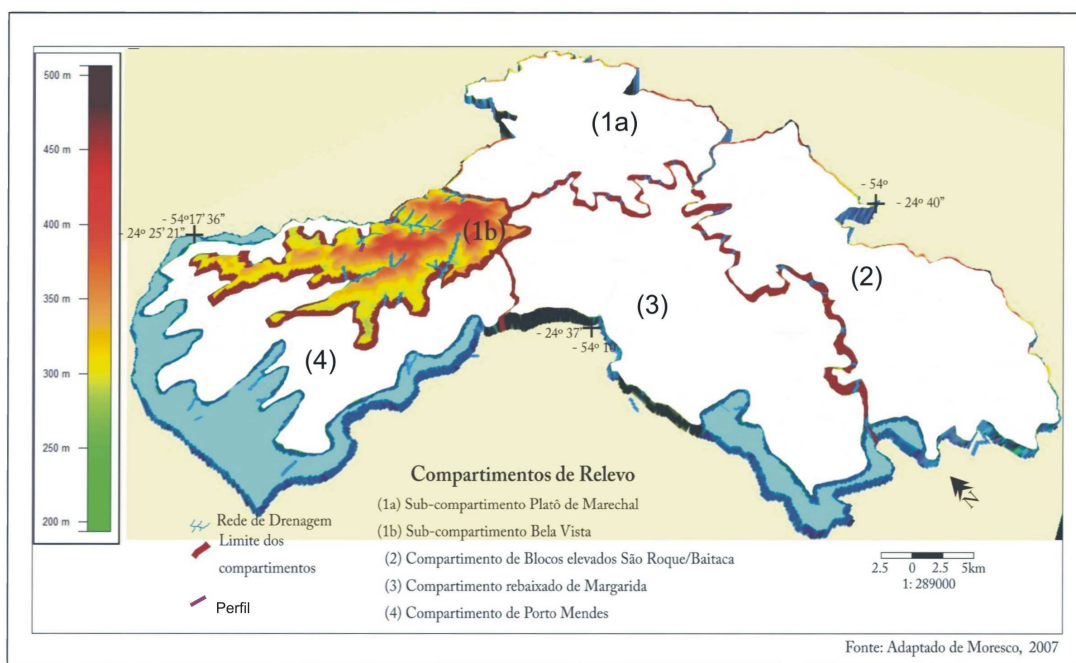 500 m
450 m
400 m
350 m
300 m
250 m
200 m
(1a)
- 54º
- 24º 40”
- 54º17’ 36”
- 24º 25’ 21”
(1b)
(2)
(3)
- 24º 37’
- 54º 10’
(4)
N
Compartimentos de Relevo
(1a) Sub-compartimento Platô de Marechal
(1b) Sub-compartimento Bela Vista
(2) Compartimento de Blocos elevados São Roque/Baitaca
(3) Compartimento rebaixado de Margarida
(4) Compartimento de Porto Mendes
Rede de Drenagem
Limite dos
compartimentos
Perfil
2.5 0 2.5 5km
1: 289000
Fonte: Adaptado de Moresco, 2007